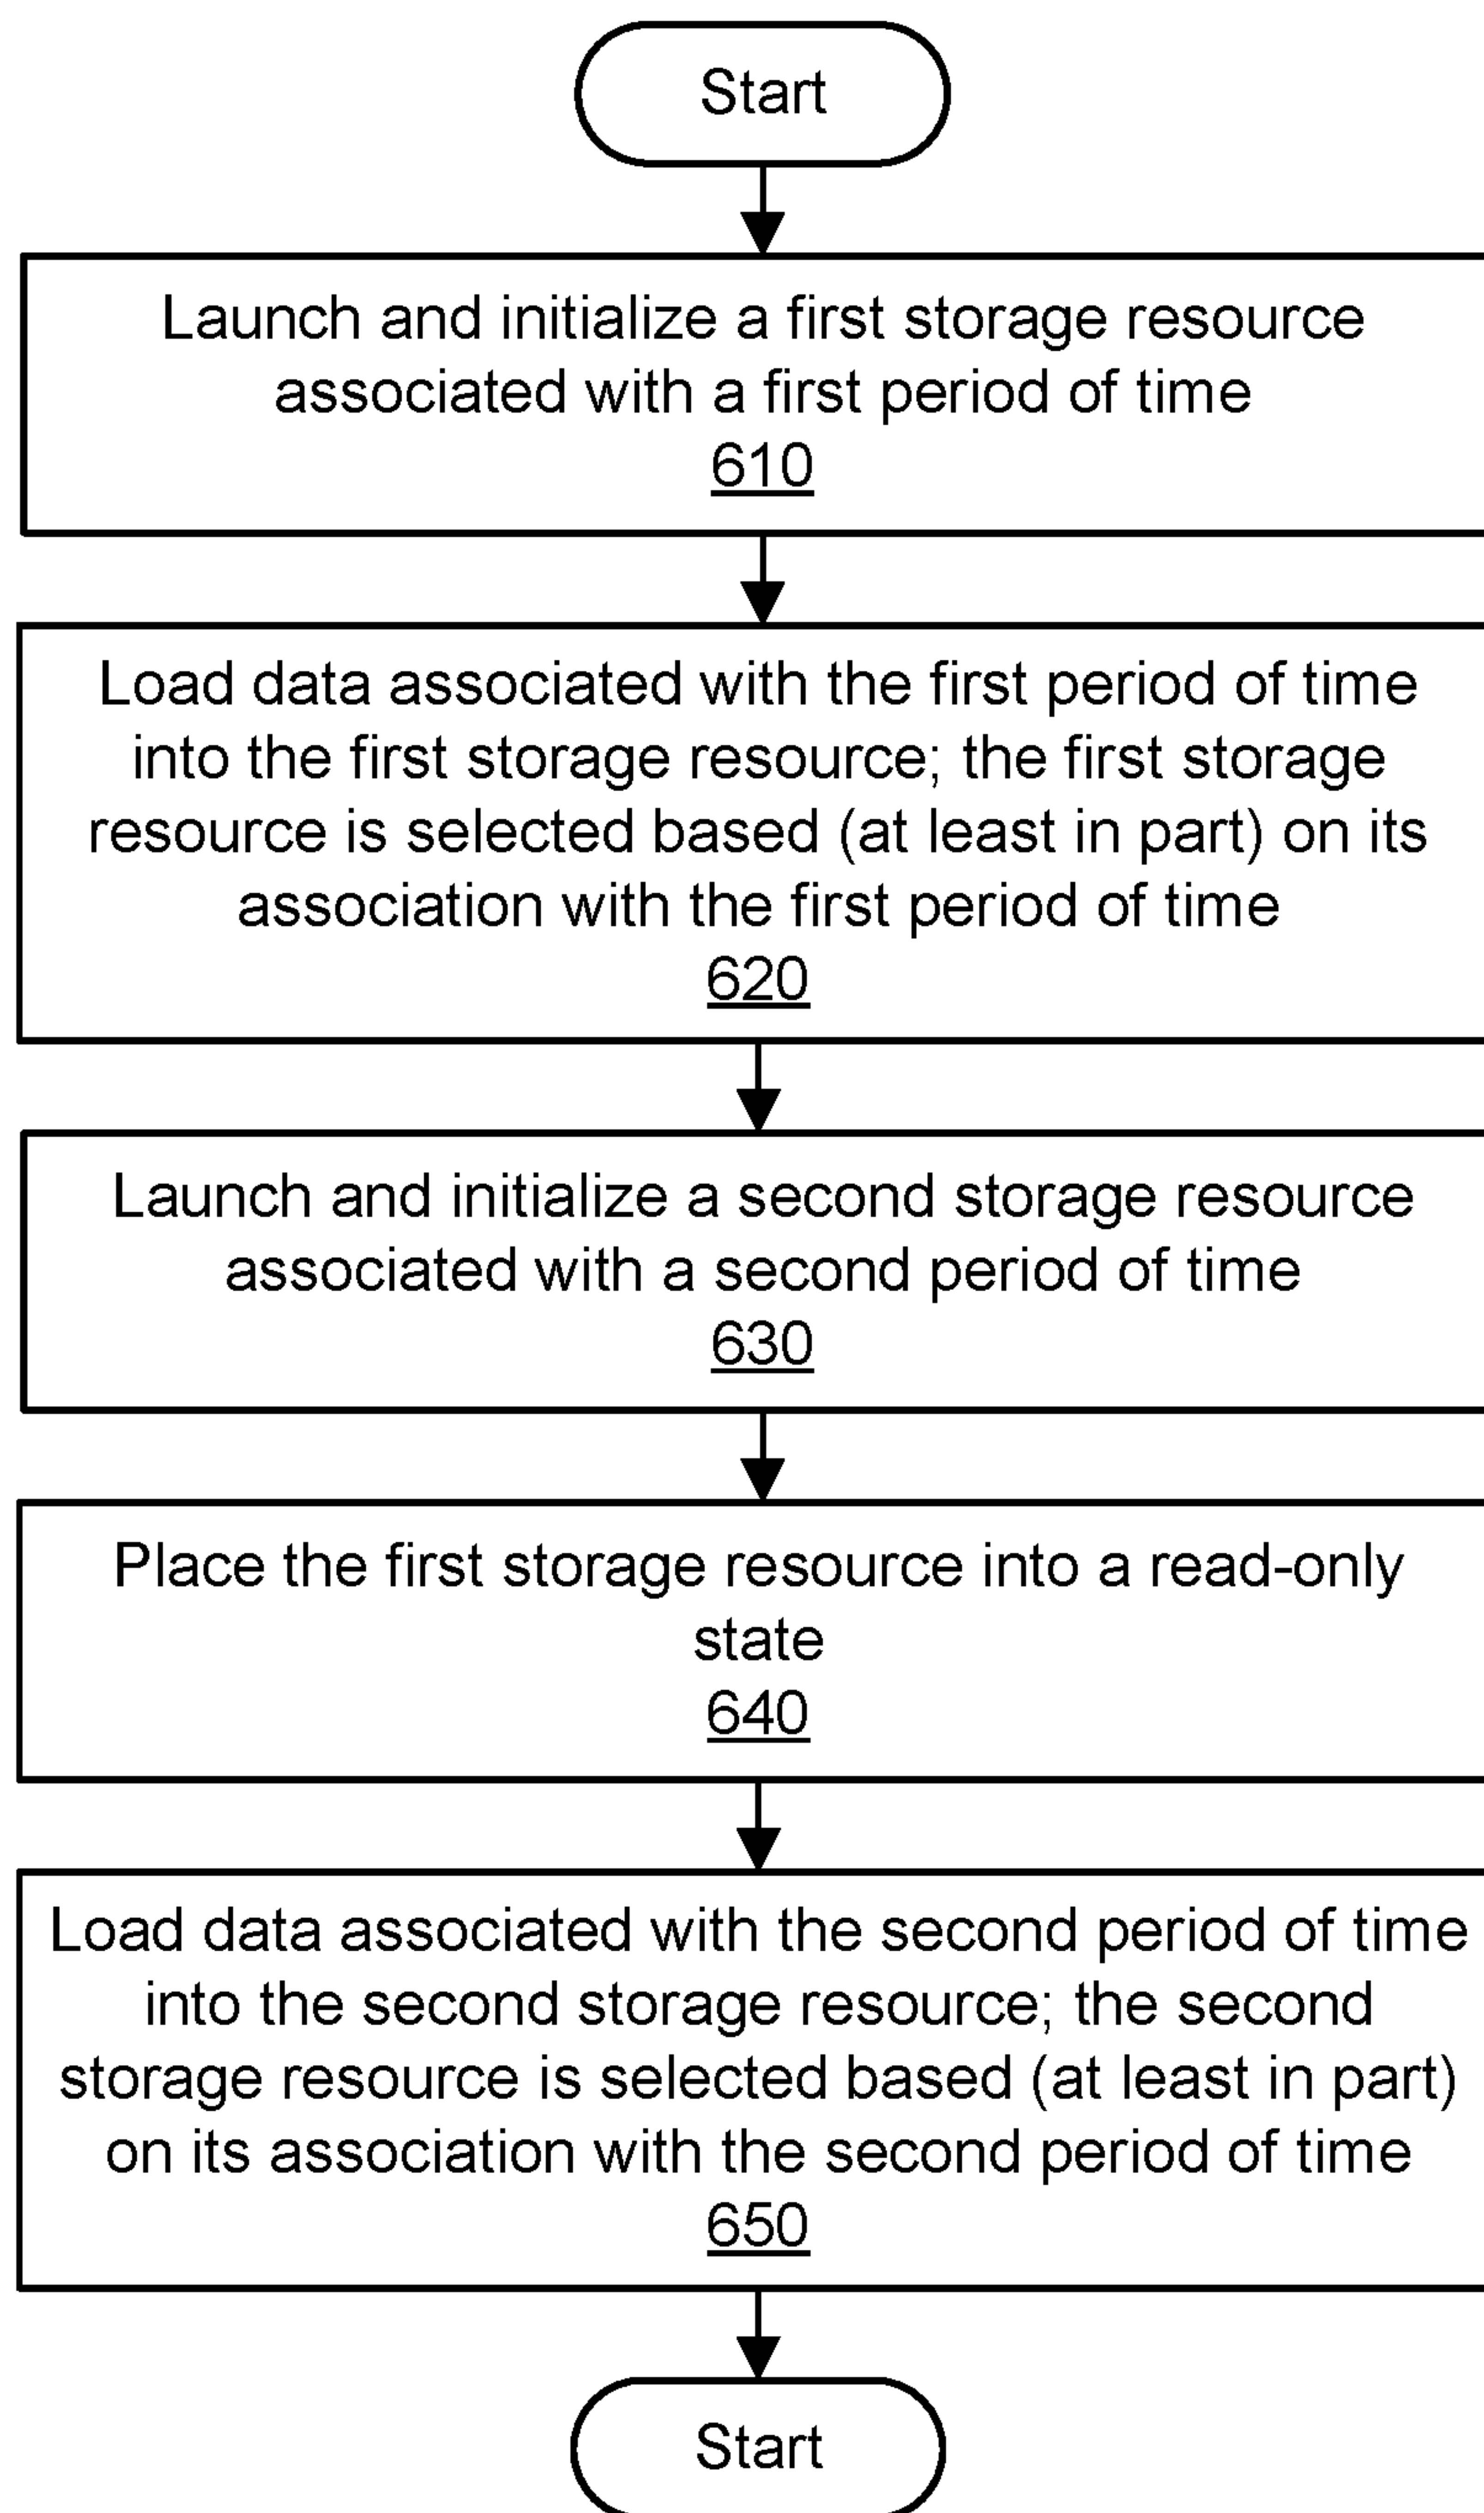 Start
Launch and initialize a first storage resource
associated with a first period of time
610
Load data associated with the first period of time
into the first storage resource; the first storage
resource is selected based (at least in part) on its
association with the first period of time
620
Launch and initialize a second storage resource
associated with a second period of time
630
Place the first storage resource into a read-only
state
640
Load data associated with the second period of time
into the second storage resource; the second
storage resource is selected based (at least in part)
on its association with the second period of time
650
Start